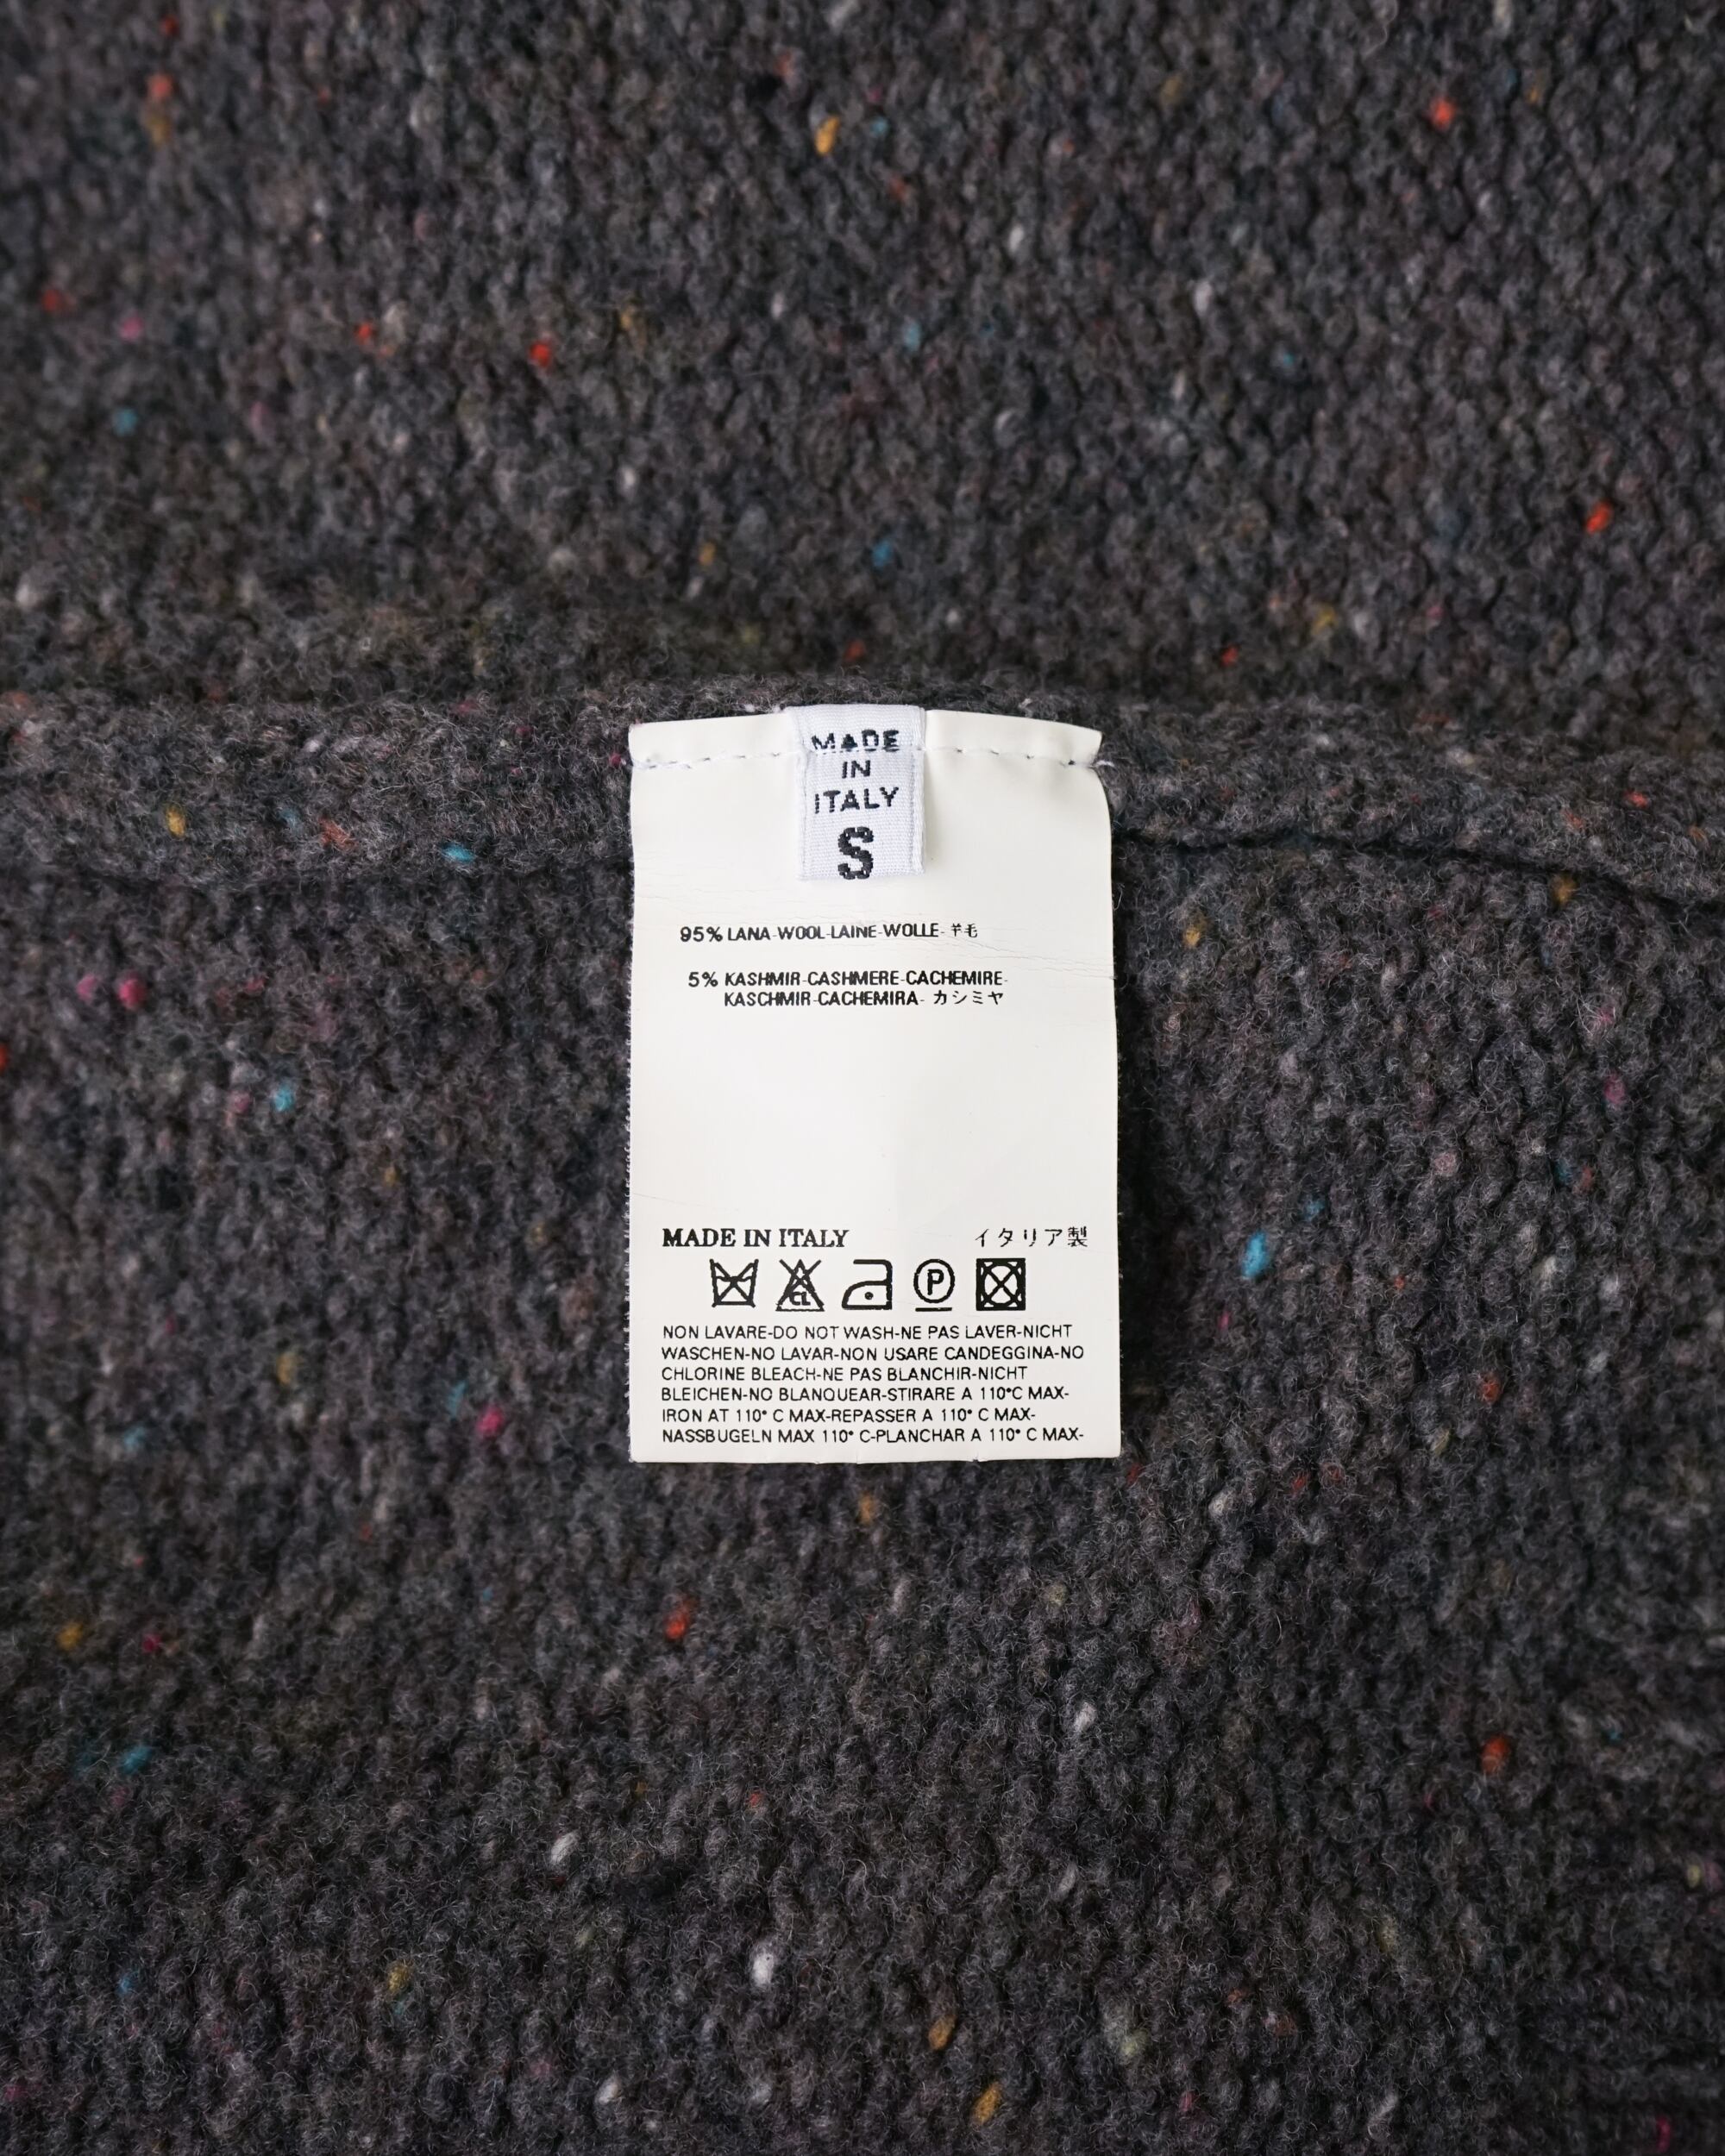 MADE
IN
ITALY
S
95% LANA-WOOL-LAINE-WOLLE-羊毛
5% KASHMIR-CASHMERE-CACHEMIRE-
KASCHMIR-CACHEMIRA-カシミヤ
MADE IN ITALY イタリア製
CL P
NON LAVARE-DO NOT WASH-NE PAS LAVER-NICHT
WASCHEN-NO LAVAR-NON USARE CANDEGGINA-NO
CHLORINE BLEACH-NE PAS BLANCHIR-NICHT
BLEICHEN-NO BLANQUEAR-STIRARE A 110°C MAX-
IRON AT 110° C MAX-REPASSER A 110° C MAX-
NASSBUGELN MAX 110° C-PLANCHAR A 110° C MAX-